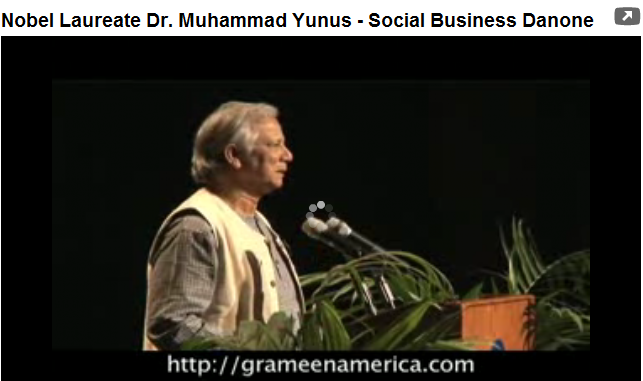 Nobel Laureate Dr. Muhammad Yunus - Social Business Danone
http://grameenamerica.com